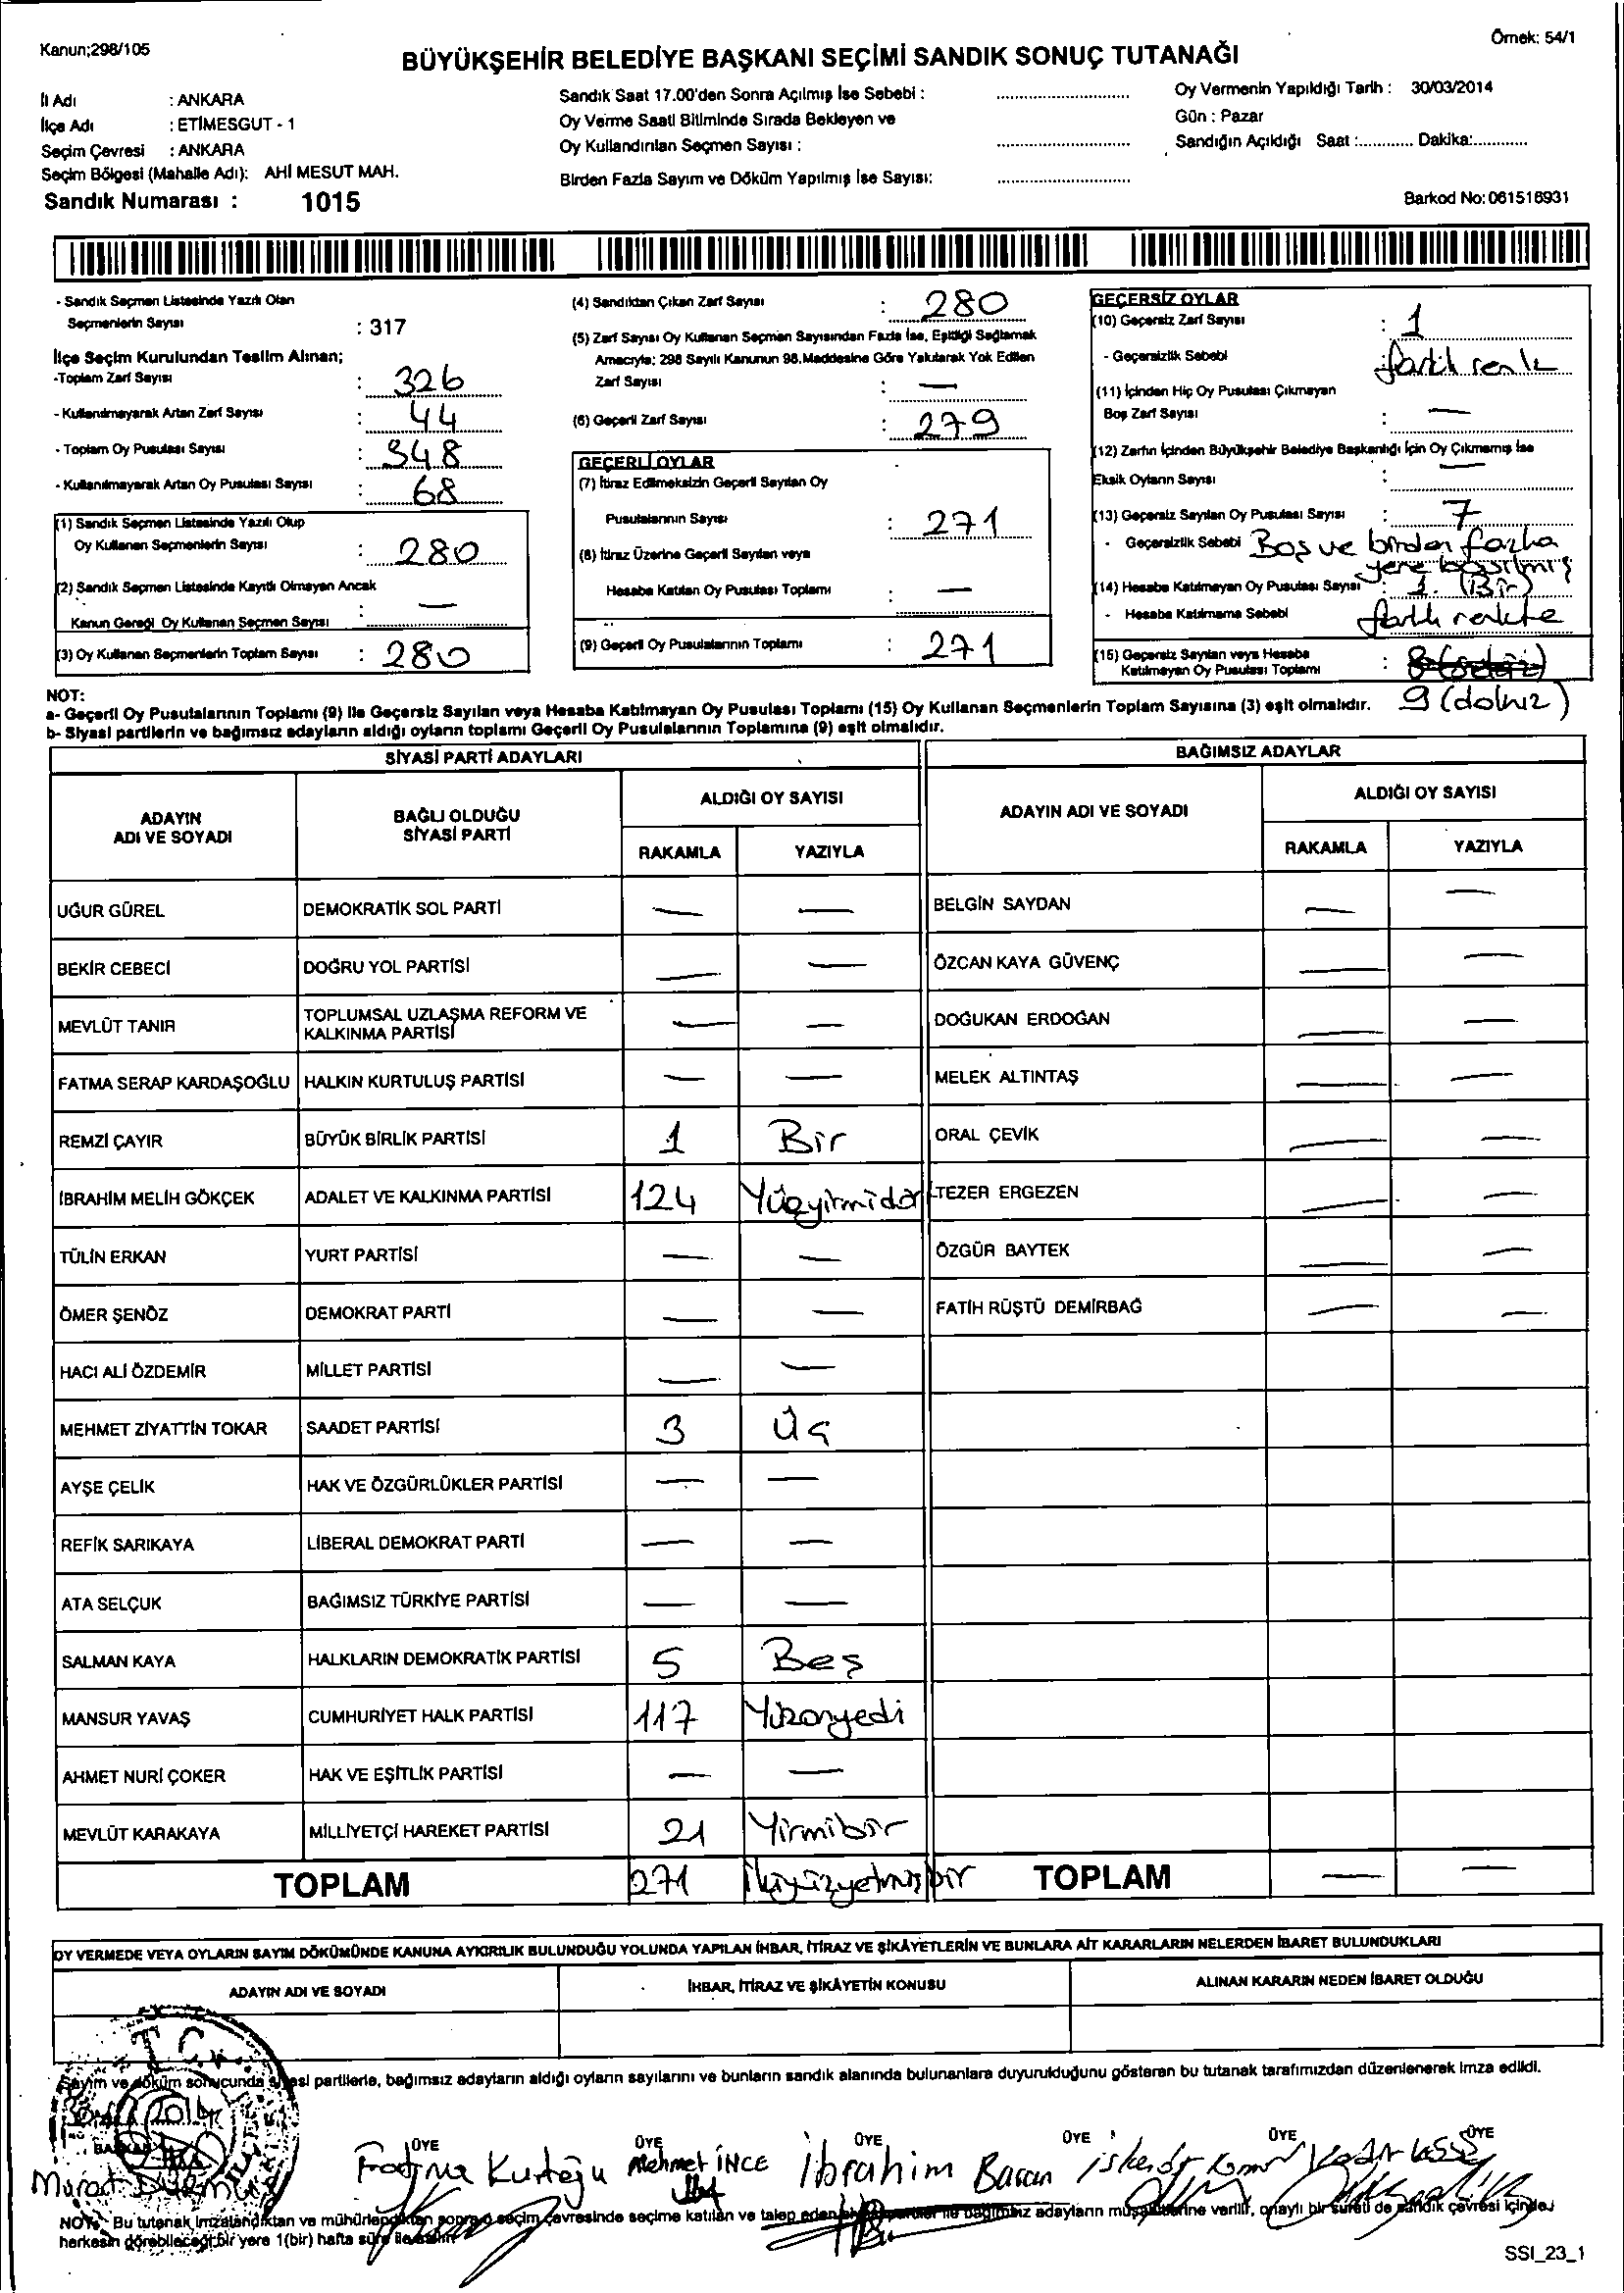 Kanun;298/105
Örnek: 54/1
BÜYÜKŞEHİR BELEDİYE BAŞKANI SEÇİMİ SANDIK SONUÇ TUTANAĞI
İl Adı : ANKARA
İlçe Adı : ETİMESGUT - 1
Seçim Çevresi : ANKARA
Seçim Bölgesi (Mahalle Adı): AHİ MESUT MAH.
Sandık Numarası : 1015
Sandık Saat 17.00'den Sonra Açılmış İse Sebebi :
Oy Verme Saati Bitiminde Sırada Bekleyen ve
Oy Kullandırılan Seçmen Sayısı :
Birden Fazla Sayım ve Döküm Yapılmış İse Sayısı:
Oy Vermenin Yapıldığı Tarih : 30/03/2014
Gün : Pazar
Sandığın Açıldığı Saat :............ Dakika:............
Barkod No: 061516931
- Sandık Seçmen Listesinde Yazılı Olan
Seçmenlerin Sayısı : 317
İlçe Seçim Kurulundan Teslim Alınan;
-Toplam Zarf Sayısı : 326
- Kullanılmayarak Artan Zarf Sayısı : 44
- Toplam Oy Pusulası Sayısı : 348
- Kullanılmayarak Artan Oy Pusulası Sayısı : 68
(1) Sandık Seçmen Listesinde Yazılı Olup
Oy Kullanan Seçmenlerin Sayısı : 280
(2) Sandık Seçmen Listesinde Kayıtlı Olmayan Ancak
Kanun Gereği Oy Kullanan Seçmen Sayısı : —
(3) Oy Kullanan Seçmenlerin Toplam Sayısı : 280
(4) Sandıktan Çıkan Zarf Sayısı : 280
(5) Zarf Sayısı Oy Kullanan Seçmen Sayısından Fazla İse, Eşitliği Sağlamak
Amacıyla; 298 Sayılı Kanunun 98.Maddesine Göre Yakılarak Yok Edilen
Zarf Sayısı : —
(6) Geçerli Zarf Sayısı : 279
GEÇERLİ OYLAR
(7) İtiraz Edilmeksizin Geçerli Sayılan Oy
Pusulalarının Sayısı : 271
(8) İtiraz Üzerine Geçerli Sayılan veya
Hesaba Katılan Oy Pusulası Toplamı : —
(9) Geçerli Oy Pusulalarının Toplamı : 271
GEÇERSİZ OYLAR
(10) Geçersiz Zarf Sayısı : 1
- Geçersizlik Sebebi : farklı renk
(11) İçinden Hiç Oy Pusulası Çıkmayan
Boş Zarf Sayısı : —
(12) Zarfın İçinden Büyükşehir Belediye Başkanlığı İçin Oy Çıkmamış İse
Eksik Oyların Sayısı : —
(13) Geçersiz Sayılan Oy Pusulası Sayısı : 7
- Geçersizlik Sebebi Boş ve birden fazla
yere basılmış
(14) Hesaba Katılmayan Oy Pusulası Sayısı : 1. (Bir)
- Hesaba Katılmama Sebebi farklı renkte
(15) Geçersiz Sayılan veya Hesaba
Katılmayan Oy Pusulası Toplamı : 8 (sekiz)
9 (dokuz)
NOT:
a- Geçerli Oy Pusulalarının Toplamı (9) ile Geçersiz Sayılan veya Hesaba Katılmayan Oy Pusulası Toplamı (15) Oy Kullanan Seçmenlerin Toplam Sayısına (3) eşit olmalıdır.
b- Siyasi partilerin ve bağımsız adayların aldığı oyların toplamı Geçerli Oy Pusulalarının Toplamına (9) eşit olmalıdır.
SİYASİ PARTİ ADAYLARI
BAĞIMSIZ ADAYLAR
ADAYIN
ADI VE SOYADI
BAĞLI OLDUĞU
SİYASİ PARTİ
ALDIĞI OY SAYISI
RAKAMLA YAZIYLA
ADAYIN ADI VE SOYADI
ALDIĞI OY SAYISI
RAKAMLA YAZIYLA
UĞUR GÜREL DEMOKRATİK SOL PARTİ — — BELGİN SAYDAN — —
BEKİR CEBECİ DOĞRU YOL PARTİSİ — — ÖZCAN KAYA GÜVENÇ — —
MEVLÜT TANIR TOPLUMSAL UZLAŞMA REFORM VE
KALKINMA PARTİSİ — — DOĞUKAN ERDOĞAN — —
FATMA SERAP KARDAŞOĞLU HALKIN KURTULUŞ PARTİSİ — — MELEK ALTINTAŞ — —
REMZİ ÇAYIR BÜYÜK BİRLİK PARTİSİ 1 Bir ORAL ÇEVİK — —
İBRAHİM MELİH GÖKÇEK ADALET VE KALKINMA PARTİSİ 124 Yüzyirmidört TEZER ERGEZEN — —
TÜLİN ERKAN YURT PARTİSİ — — ÖZGÜR BAYTEK — —
ÖMER ŞENÖZ DEMOKRAT PARTİ — — FATİH RÜŞTÜ DEMİRBAĞ — —
HACI ALİ ÖZDEMİR MİLLET PARTİSİ — —
MEHMET ZİYATTİN TOKAR SAADET PARTİSİ 3 Üç
AYŞE ÇELİK HAK VE ÖZGÜRLÜKLER PARTİSİ — —
REFİK SARIKAYA LİBERAL DEMOKRAT PARTİ — —
ATA SELÇUK BAĞIMSIZ TÜRKİYE PARTİSİ — —
SALMAN KAYA HALKLARIN DEMOKRATİK PARTİSİ 5 Beş
MANSUR YAVAŞ CUMHURİYET HALK PARTİSİ 117 Yüzonyedi
AHMET NURİ ÇOKER HAK VE EŞİTLİK PARTİSİ — —
MEVLÜT KARAKAYA MİLLİYETÇİ HAREKET PARTİSİ 21 Yirmibir
TOPLAM 271 İkiyüzyetmişbir TOPLAM — —
OY VERMEDE VEYA OYLARIN SAYIM DÖKÜMÜNDE KANUNA AYKIRILIK BULUNDUĞU YOLUNDA YAPILAN İHBAR, İTİRAZ VE ŞİKÂYETLERİN VE BUNLARA AİT KARARLARIN NELERDEN İBARET BULUNDUKLARI
ADAYIN ADI VE SOYADI
İHBAR, İTİRAZ VE ŞİKÂYETİN KONUSU
ALINAN KARARIN NEDEN İBARET OLDUĞU
T.C.
Sayım ve döküm sonucunda siyasi partilerle, bağımsız adayların aldığı oyların sayılarını ve bunların sandık alanında bulunanlara duyurulduğunu gösteren bu tutanak tarafımızdan düzenlenerek imza edildi.
2014
BAŞKAN ÜYE ÜYE ÜYE ÜYE ÜYE ÜYE
Murat Fatma Kurtoğu Mehmet İNCE İbrahim Basan İskender
NOT: Bu tutanak imzalandıktan ve mühürlendikten sonra seçim çevresinde seçime katılan ve talep eden ile bağımsız adayların müşahitlerine verilir, onaylı bir sureti de sandık çevresi içinde
herkesin görebileceği bir yere 1(bir) hafta süre ile asılır.
SSI_23_1